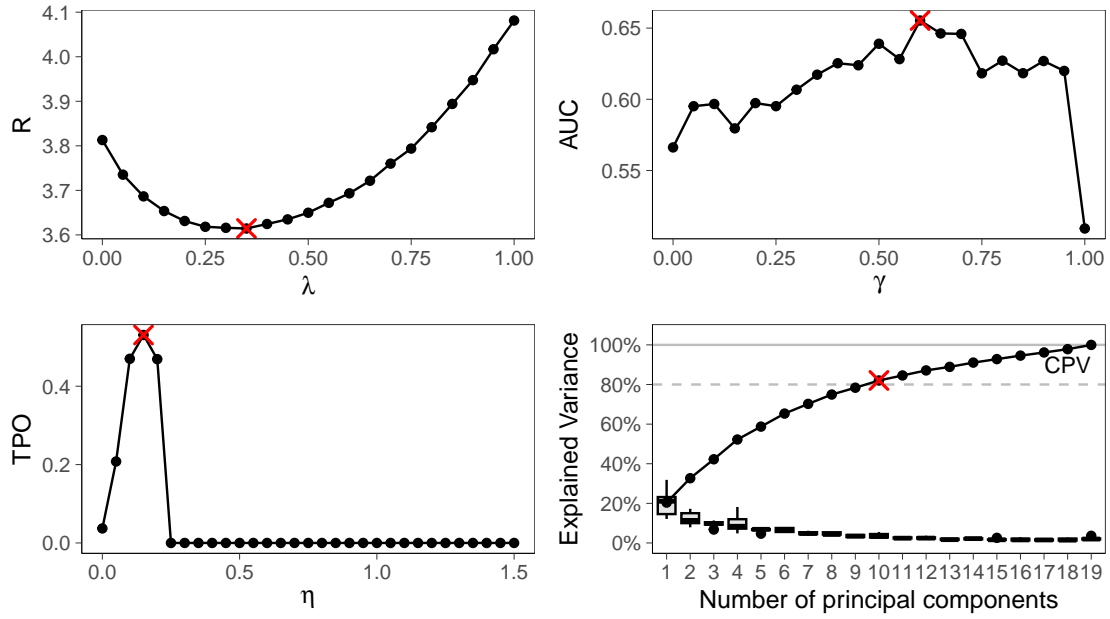 R
4.1
4.0
3.9
3.8
3.7
3.6
0.00 0.25 0.50 0.75 1.00
λ
AUC
0.65
0.60
0.55
0.00 0.25 0.50 0.75 1.00
γ
TPO
0.4
0.2
0.0
0.0 0.5 1.0 1.5
η
Explained Variance
100%
CPV
80%
60%
40%
20%
0%
1 2 3 4 5 6 7 8 9 10 11 12 13 14 15 16 17 18 19
Number of principal components